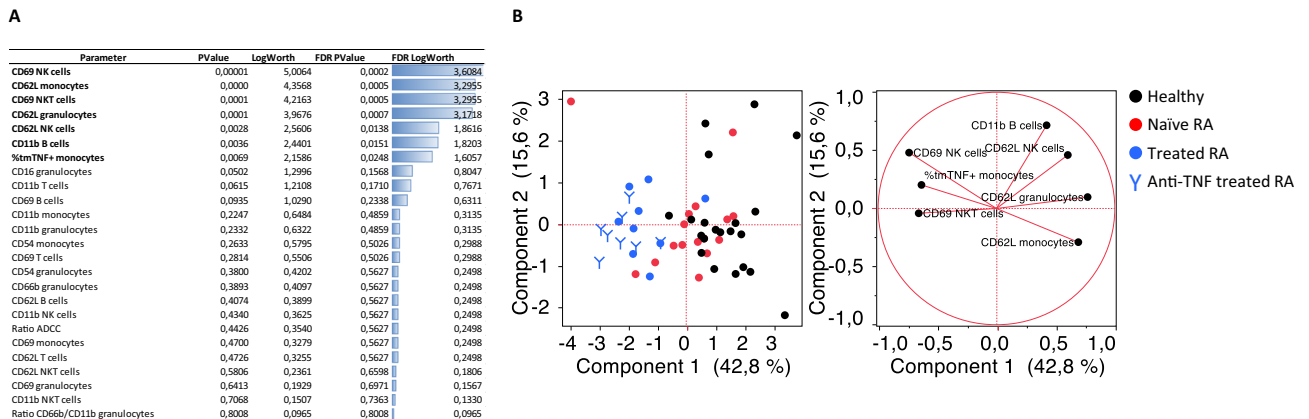 A
Parameter PValue LogWorth FDR PValue FDR LogWorth
CD69 NK cells 0,00001 5,0064 0,0002 3,6084
CD62L monocytes 0,0000 4,3568 0,0005 3,2955
CD69 NKT cells 0,0001 4,2163 0,0005 3,2955
CD62L granulocytes 0,0001 3,9676 0,0007 3,1718
CD62L NK cells 0,0028 2,5606 0,0138 1,8616
CD11b B cells 0,0036 2,4401 0,0151 1,8203
%tmTNF+ monocytes 0,0069 2,1586 0,0248 1,6057
CD16 granulocytes 0,0502 1,2996 0,1568 0,8047
CD11b T cells 0,0615 1,2108 0,1710 0,7671
CD69 B cells 0,0935 1,0290 0,2338 0,6311
CD11b monocytes 0,2247 0,6484 0,4859 0,3135
CD11b granulocytes 0,2332 0,6322 0,4859 0,3135
CD54 monocytes 0,2633 0,5795 0,5026 0,2988
CD69 T cells 0,2814 0,5506 0,5026 0,2988
CD54 granulocytes 0,3800 0,4202 0,5627 0,2498
CD66b granulocytes 0,3893 0,4097 0,5627 0,2498
CD62L B cells 0,4074 0,3899 0,5627 0,2498
CD11b NK cells 0,4340 0,3625 0,5627 0,2498
Ratio ADCC 0,4426 0,3540 0,5627 0,2498
CD69 monocytes 0,4700 0,3279 0,5627 0,2498
CD62L T cells 0,4726 0,3255 0,5627 0,2498
CD62L NKT cells 0,5806 0,2361 0,6598 0,1806
CD69 granulocytes 0,6413 0,1929 0,6971 0,1567
CD11b NKT cells 0,7068 0,1507 0,7363 0,1330
Ratio CD66b/CD11b granulocytes 0,8008 0,0965 0,8008 0,0965
B
Component 2 (15,6 %)
3
2
1
0
-1
-2
-4 -3 -2 -1 0 1 2 3
Component 1 (42,8 %)
Component 2 (15,6 %)
1,0
0,5
0,0
-0,5
-1,0
CD11b B cells
CD62L NK cells
CD69 NK cells
%tmTNF+ monocytes
CD62L granulocytes
CD69 NKT cells
CD62L monocytes
-1,0 -0,5 0,0 0,5 1,0
Component 1 (42,8 %)
Healthy
Naïve RA
Treated RA
Anti-TNF treated RA